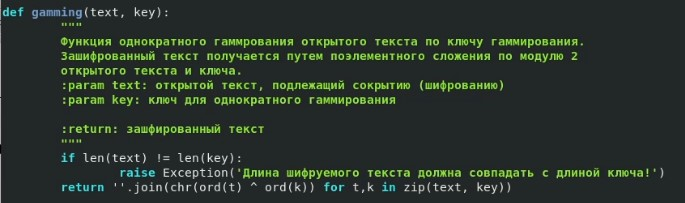 def gamming(text, key):
"""
Функция однократного гаммрования открытого текста по ключу гаммирования.
Зашифрованный текст получается путем поэлементного сложения по модулю 2
открытого текста и ключа.
:param text: открытой текст, подлежащий сокрытию (шифрованию)
:param key: ключ для однократного гаммирования
:return: зашфированный текст
"""
if len(text) != len(key):
raise Exception('Длина шифруемого текста должна совпадать с длиной ключа!')
return ''.join(chr(ord(t) ^ ord(k)) for t,k in zip(text, key))